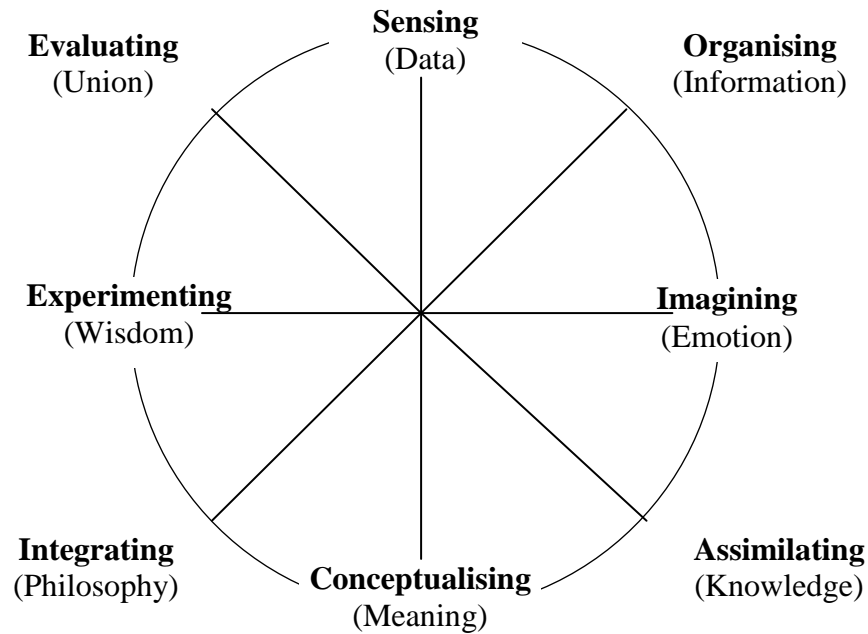 Sensing
(Data)
Evaluating
(Union)
Organising
(Information)
Experimenting
(Wisdom)
Imagining
(Emotion)
Integrating
(Philosophy)
Conceptualising
(Meaning)
Assimilating
(Knowledge)